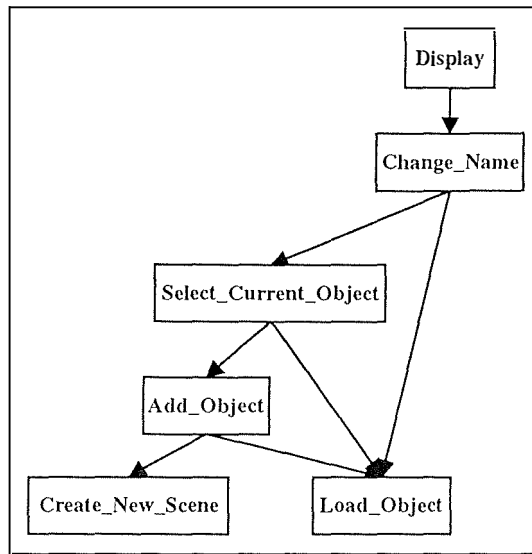 Display
Change_Name
Select_Current_Object
Add_Object
Create_New_Scene
Load_Object